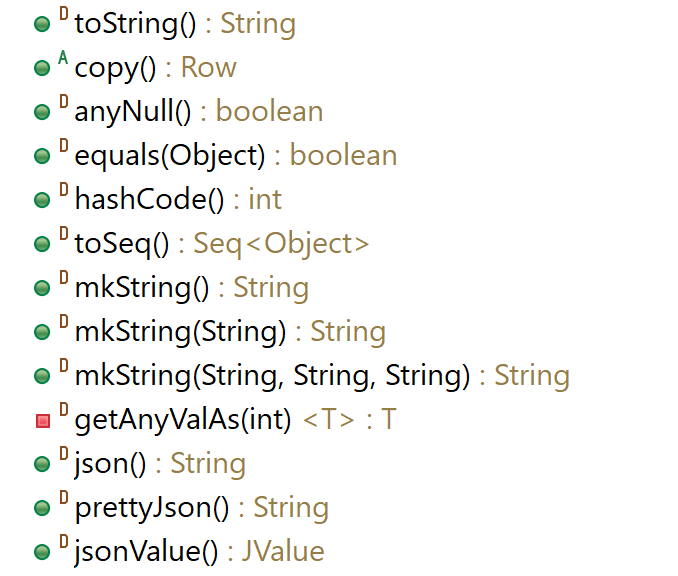 D toString() : String
A copy() : Row
D anyNull() : boolean
D equals(Object) : boolean
D hashCode() : int
D toSeq() : Seq<Object>
D mkString() : String
D mkString(String) : String
D mkString(String, String, String) : String
D getAnyValAs(int) <T> : T
D json() : String
D prettyJson() : String
D jsonValue() : JValue